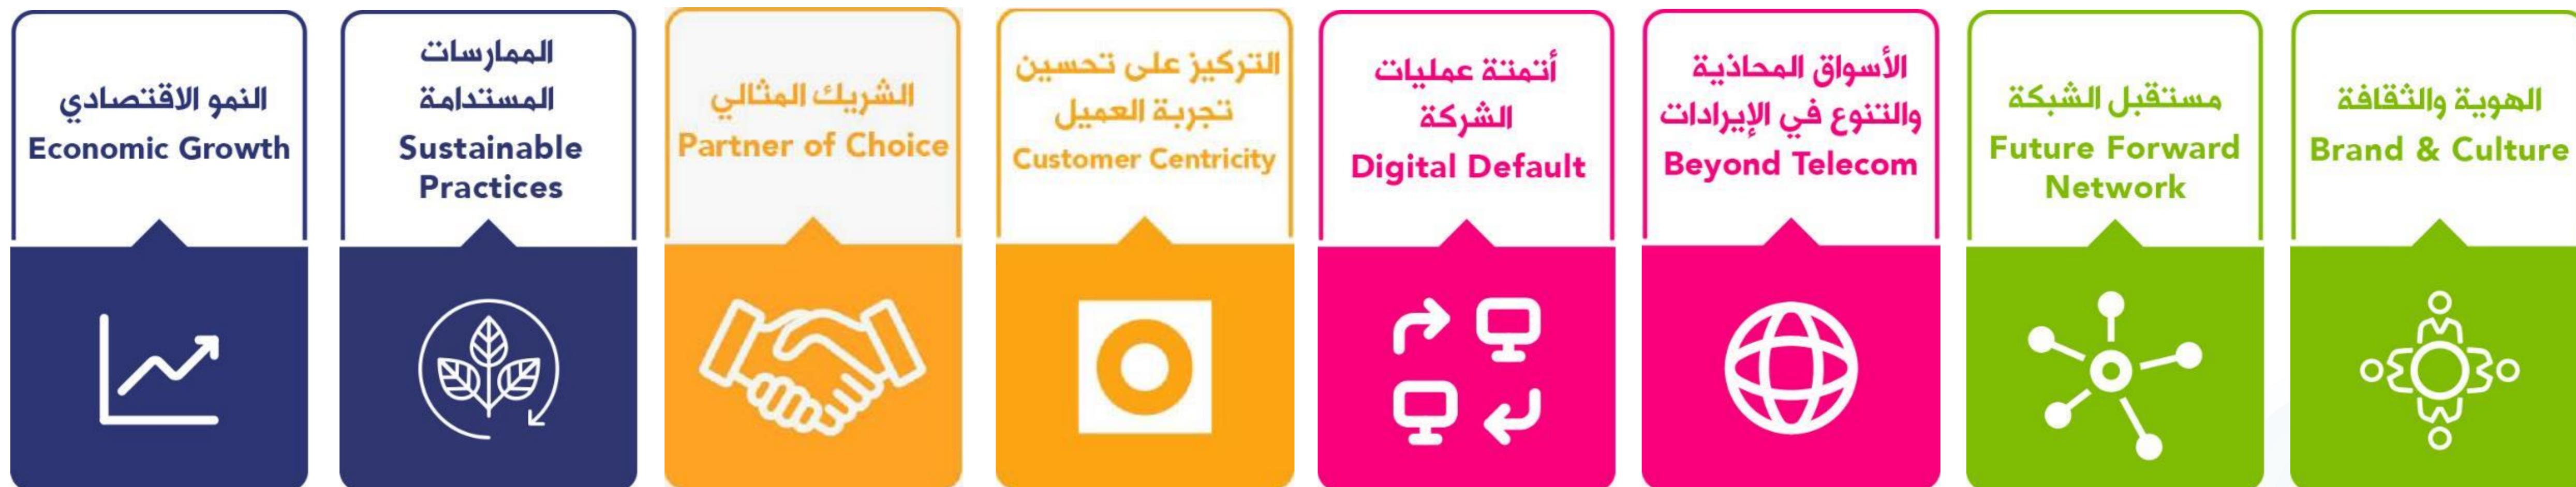 النمو الاقتصادي
Economic Growth
الممارسات
المستدامة
Sustainable
Practices
الشريك المثالي
Partner of Choice
التركيز على تحسين
تجربة العميل
Customer Centricity
أتمتة عمليات
الشركة
Digital Default
الأسواق المحاذية
والتنوع في الإيرادات
Beyond Telecom
مستقبل الشبكة
Future Forward
Network
الهوية والثقافة
Brand & Culture